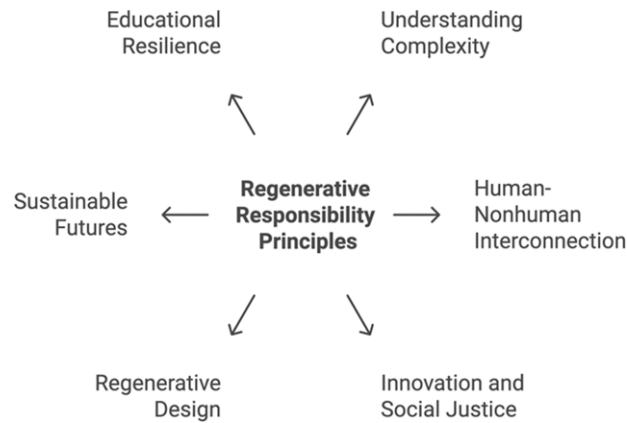 Educational
Resilience
Understanding
Complexity
Sustainable
Futures
Regenerative
Responsibility
Principles
Human-
Nonhuman
Interconnection
Regenerative
Design
Innovation and
Social Justice